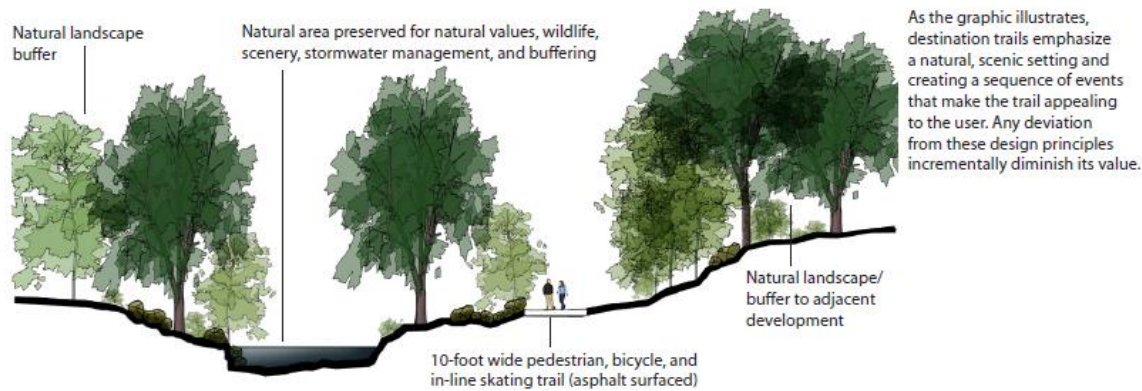 Natural landscape
buffer
Natural area preserved for natural values, wildlife,
scenery, stormwater management, and buffering
As the graphic illustrates,
destination trails emphasize
a natural, scenic setting and
creating a sequence of events
that make the trail appealing
to the user. Any deviation
from these design principles
incrementally diminish its value.
Natural landscape/
buffer to adjacent
development
10-foot wide pedestrian, bicycle, and
in-line skating trail (asphalt surfaced)